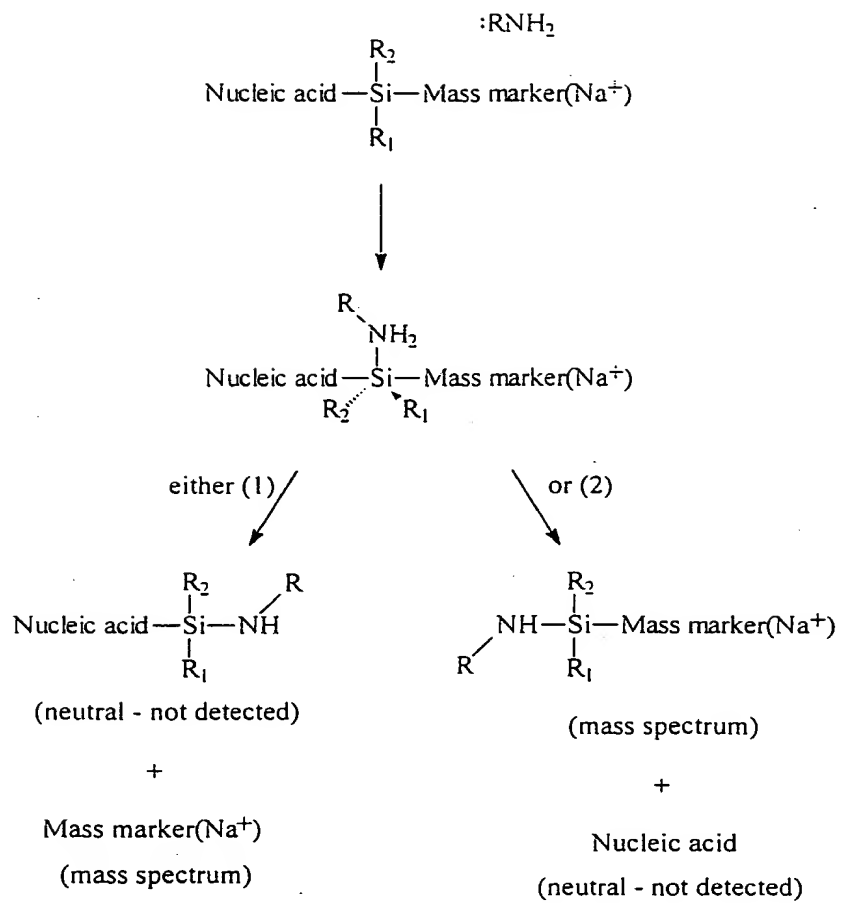 :RNH₂
R₂
Nucleic acid—Si—Mass marker(Na⁺)
R₁
R
NH₂
Nucleic acid—Si—Mass marker(Na⁺)
R₂ R₁
either (1)
or (2)
R₂ R
Nucleic acid—Si—NH
R₁
(neutral - not detected)
+
Mass marker(Na⁺)
(mass spectrum)
R₂
NH—Si—Mass marker(Na⁺)
R R₁
(mass spectrum)
+
Nucleic acid
(neutral - not detected)